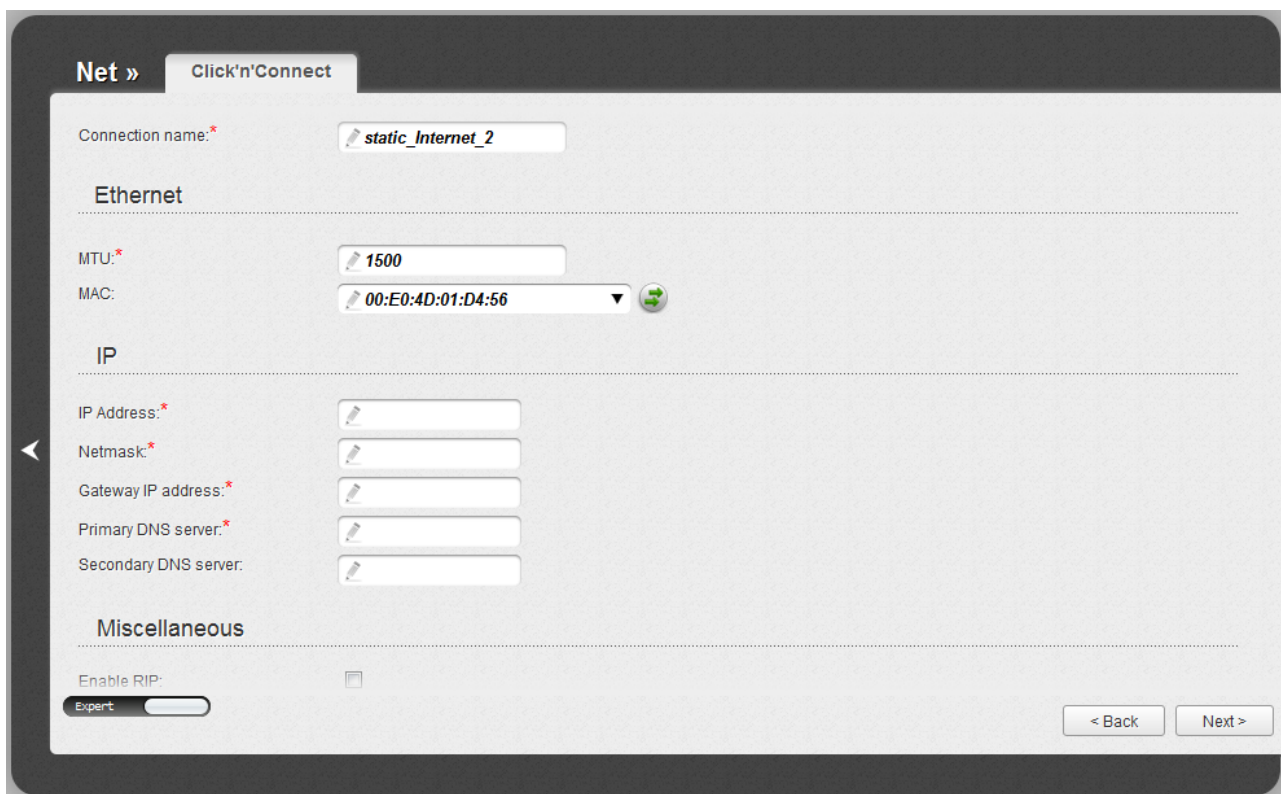 Net » Click'n'Connect
Connection name:* static_Internet_2
Ethernet
MTU:* 1500
MAC: 00:E0:4D:01:D4:56
IP
IP Address:*
Netmask:*
Gateway IP address:*
Primary DNS server:*
Secondary DNS server:
Miscellaneous
Enable RIP:
Expert
< Back Next >